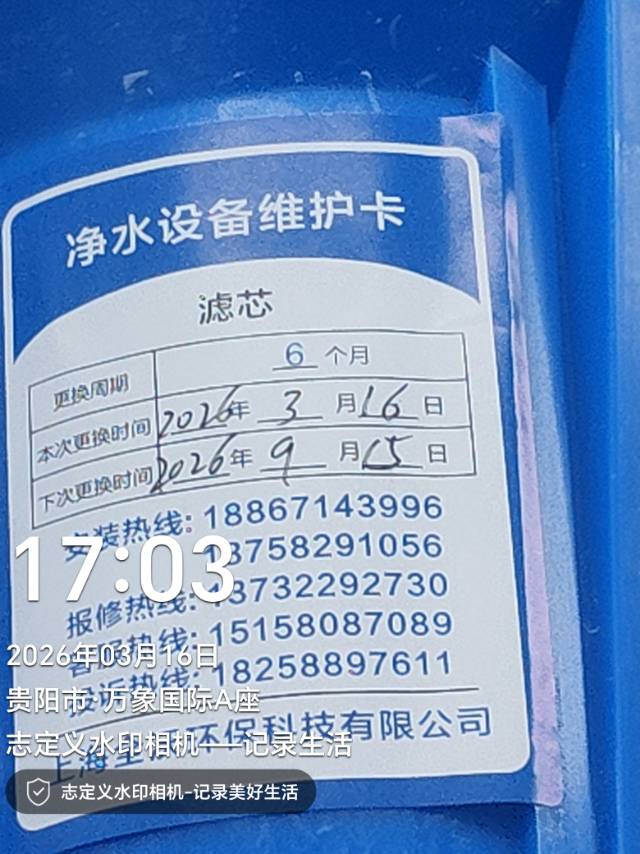 净水设备维护卡
滤芯
更换周期 6 个月
本次更换时间 2026年 3 月 16 日
下次更换时间 2026年 9 月 15 日
安装热线: 18867143996
3758291056
报修热线: 13732292730
客服热线: 15158087089
投诉热线: 18258897611
上海 环保科技有限公司
17:03
2026年03月16日
贵阳市·万象国际A座
志定义水印相机——记录生活
志定义水印相机-记录美好生活